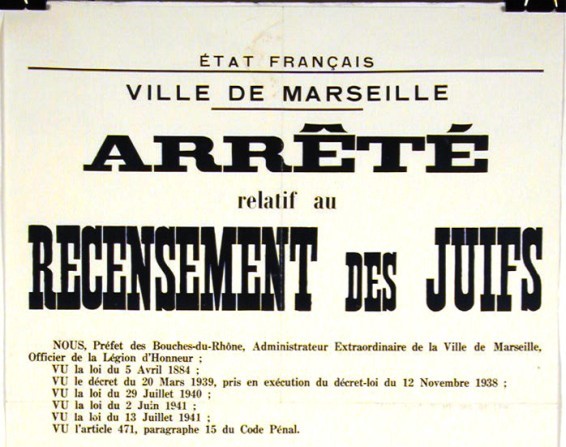 ÉTAT FRANÇAIS
VILLE DE MARSEILLE
ARRÊTÉ
relatif au
RECENSEMENT DES JUIFS
NOUS, Préfet des Bouches-du-Rhône, Administrateur Extraordinaire de la Ville de Marseille,
Officier de la Légion d'Honneur ;
VU la loi du 5 Avril 1884 ;
VU le décret du 20 Mars 1939, pris en exécution du décret-loi du 12 Novembre 1938 ;
VU la loi du 29 Juillet 1940 ;
VU la loi du 2 Juin 1941 ;
VU la loi du 13 Juillet 1941 ;
VU l'article 471, paragraphe 15 du Code Pénal.